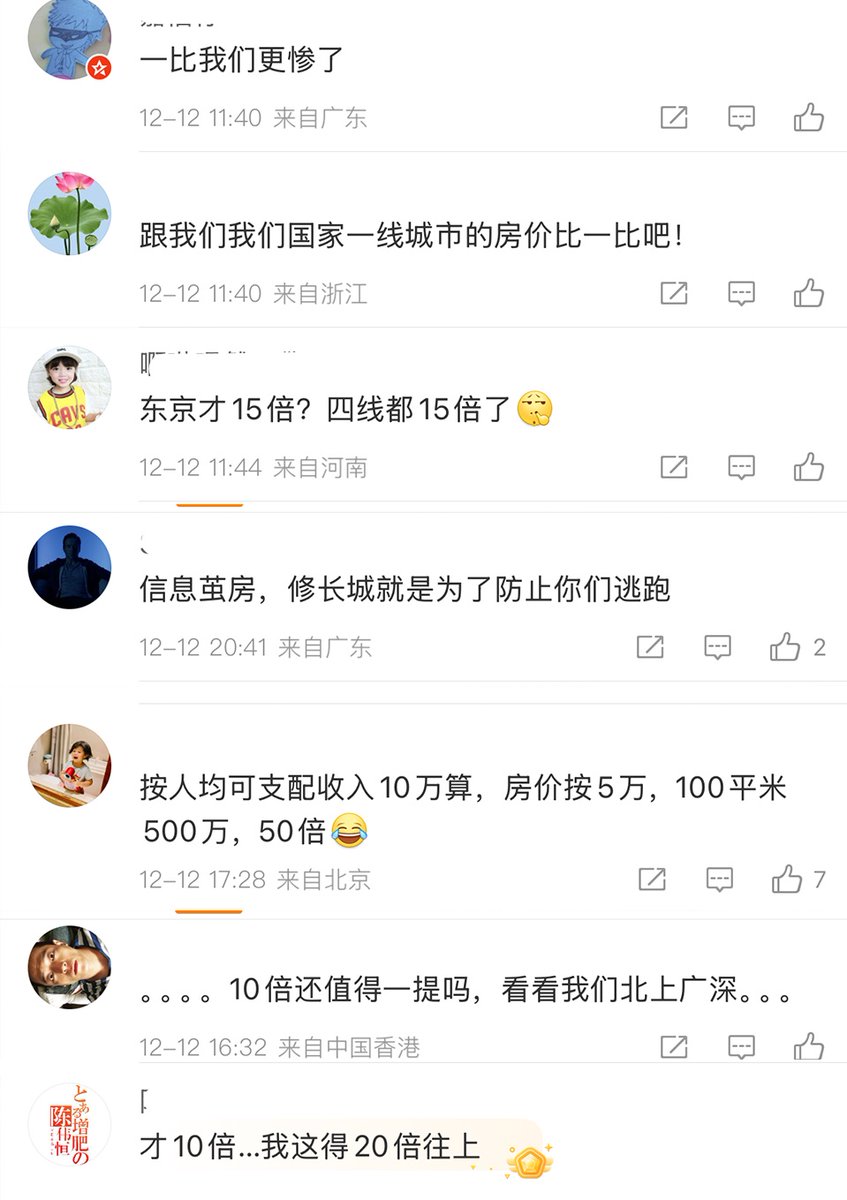 一比我们更惨了
12-12 11:40 来自广东
跟我们我们国家一线城市的房价比一比吧!
12-12 11:40 来自浙江
东京才15倍？四线都15倍了
12-12 11:44 来自河南
信息茧房，修长城就是为了防止你们逃跑
12-12 20:41 来自广东
2
按人均可支配收入10万算，房价按5万，100平米
500万，50倍
12-12 17:28 来自北京
7
。。。。10倍还值得一提吗，看看我们北上广深。。。
12-12 16:32 来自中国香港
とある増肥の
陈伟恒
才10倍...我这得20倍往上